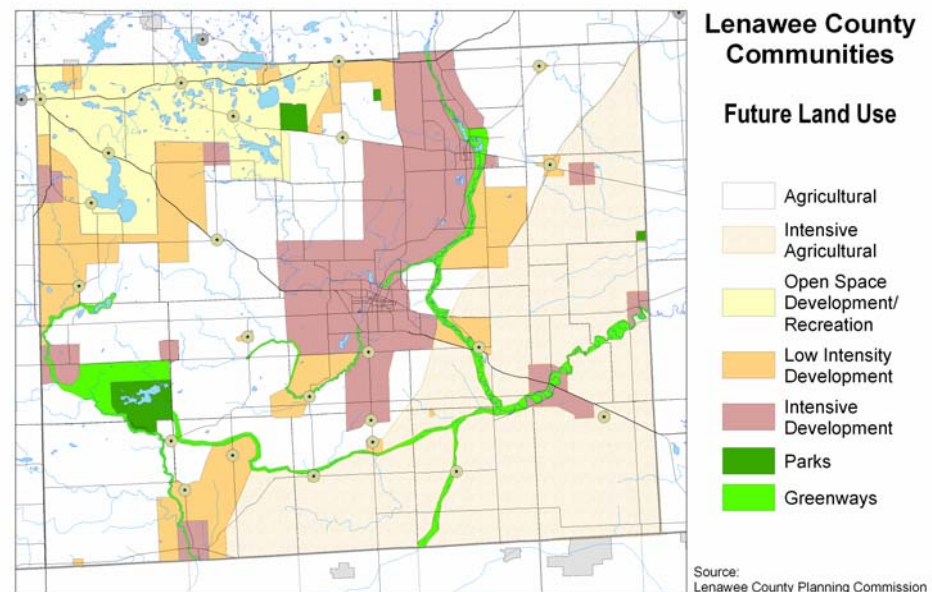 Lenawee County
Communities
Future Land Use
Agricultural
Intensive
Agricultural
Open Space
Development/
Recreation
Low Intensity
Development
Intensive
Development
Parks
Greenways
Source:
Lenawee County Planning Commission